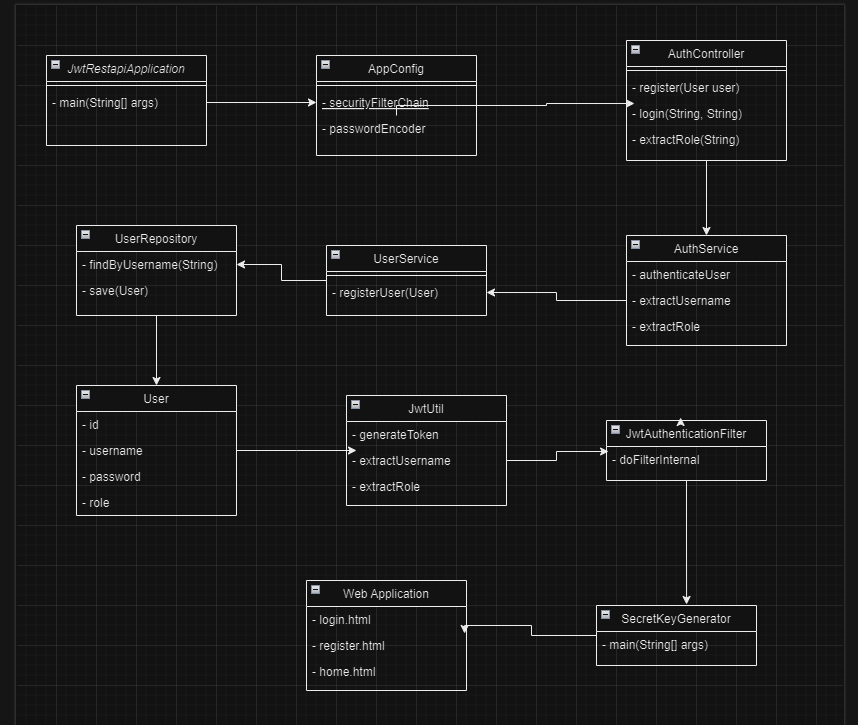 JwtRestapiApplication
- main(String[] args)
AppConfig
- securityFilterChain
- passwordEncoder
AuthController
- register(User user)
- login(String, String)
- extractRole(String)
UserRepository
- findByUsername(String)
- save(User)
UserService
- registerUser(User)
AuthService
- authenticateUser
- extractUsername
- extractRole
User
- id
- username
- password
- role
JwtUtil
- generateToken
- extractUsername
- extractRole
JwtAuthenticationFilter
- doFilterInternal
Web Application
- login.html
- register.html
- home.html
SecretKeyGenerator
- main(String[] args)